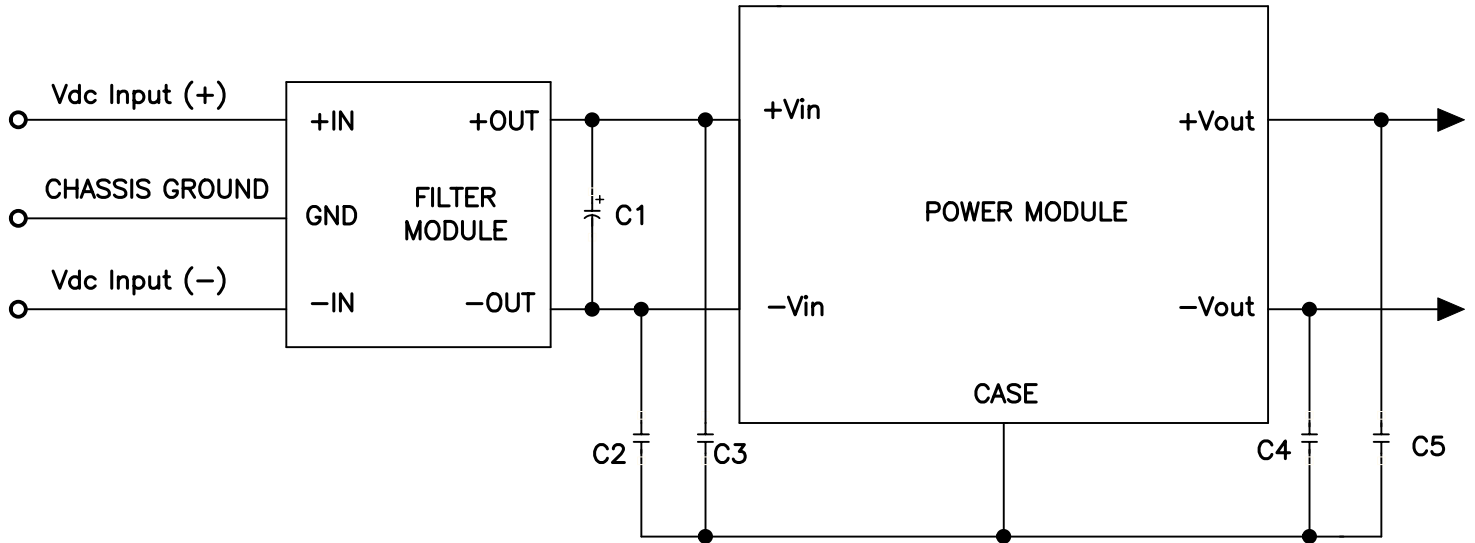 Vdc Input (+)
CHASSIS GROUND
Vdc Input (−)
+IN
GND
−IN
FILTER
MODULE
+OUT
−OUT
C1
C2
C3
+Vin
−Vin
POWER MODULE
CASE
+Vout
−Vout
C4
C5
+